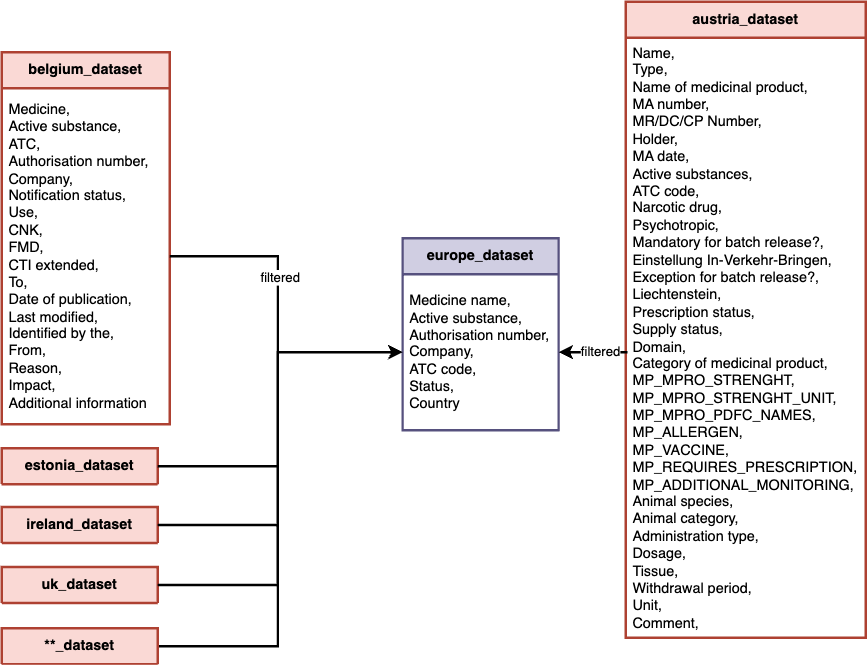 belgium_dataset
Medicine,
Active substance,
ATC,
Authorisation number,
Company,
Notification status,
Use,
CNK,
FMD,
CTI extended,
To,
Date of publication,
Last modified,
Identified by the,
From,
Reason,
Impact,
Additional information
estonia_dataset
ireland_dataset
uk_dataset
**_dataset
filtered
europe_dataset
Medicine name,
Active substance,
Authorisation number,
Company,
ATC code,
Status,
Country
filtered
austria_dataset
Name,
Type,
Name of medicinal product,
MA number,
MR/DC/CP Number,
Holder,
MA date,
Active substances,
ATC code,
Narcotic drug,
Psychotropic,
Mandatory for batch release?,
Einstellung In-Verkehr-Bringen,
Exception for batch release?,
Liechtenstein,
Prescription status,
Supply status,
Domain,
Category of medicinal product,
MP_MPRO_STRENGHT,
MP_MPRO_STRENGHT_UNIT,
MP_MPRO_PDFC_NAMES,
MP_ALLERGEN,
MP_VACCINE,
MP_REQUIRES_PRESCRIPTION,
MP_ADDITIONAL_MONITORING,
Animal species,
Animal category,
Administration type,
Dosage,
Tissue,
Withdrawal period,
Unit,
Comment,